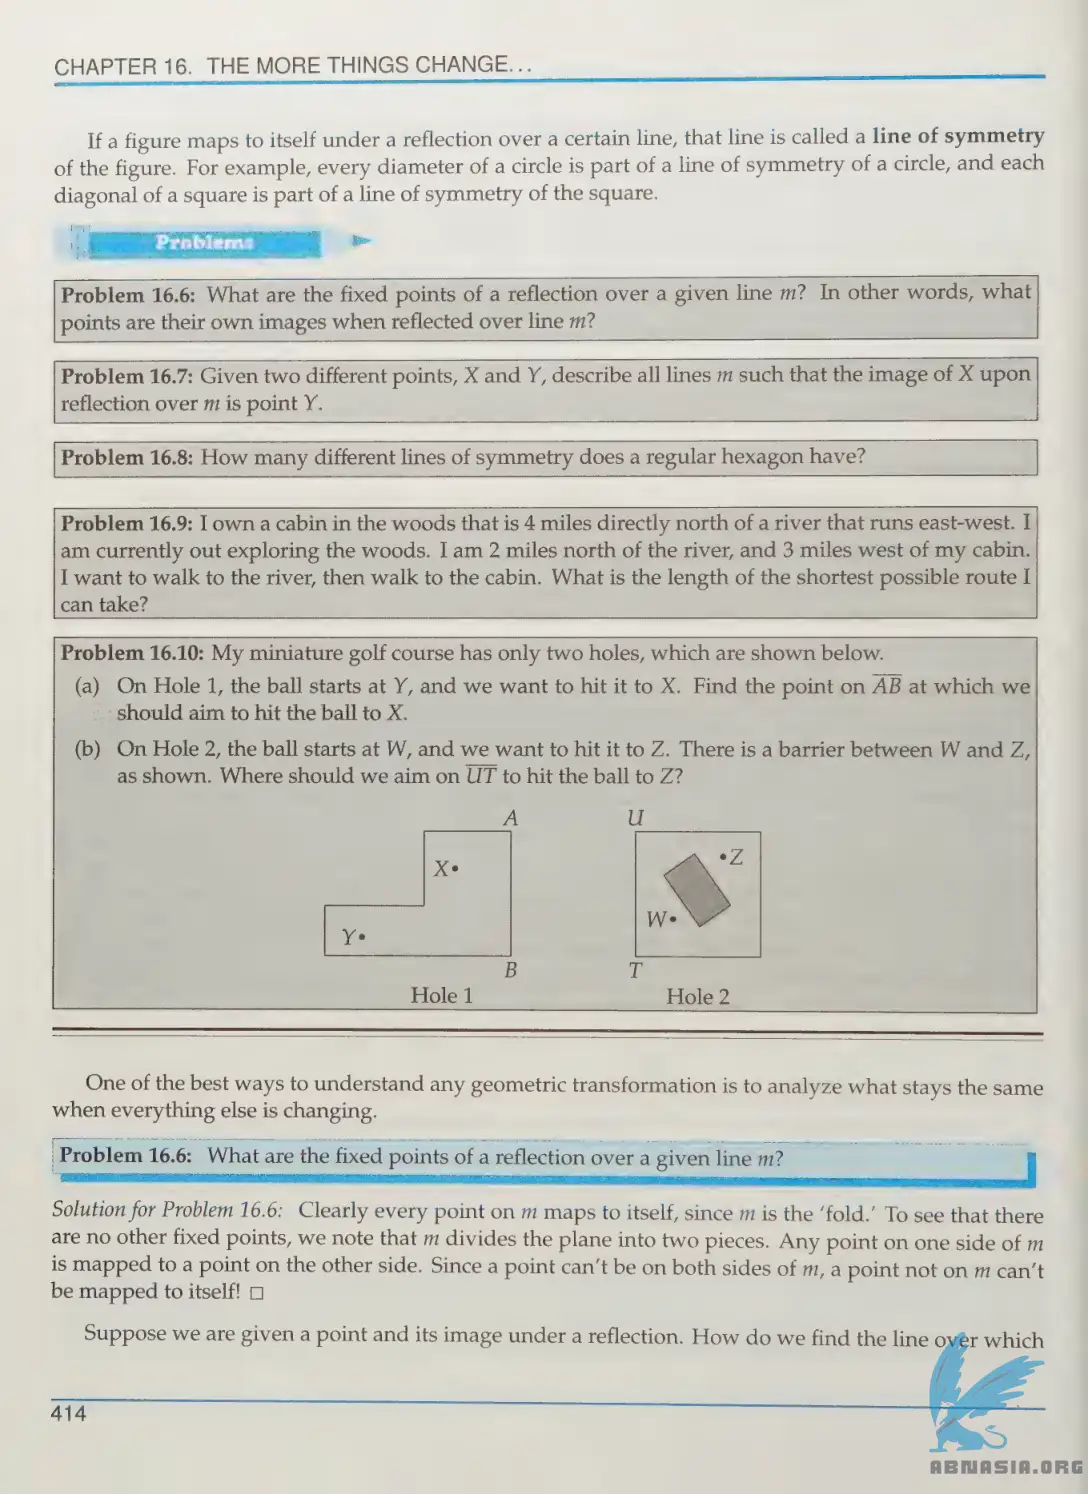 CHAPTER 16. THE MORE THINGS CHANGE...
If a figure maps to itself under a reflection over a certain line, that line is called a line of symmetry
of the figure. For example, every diameter of a circle is part of a line of symmetry of a circle, and each
diagonal of a square is part of a line of symmetry of the square.
Problems
Problem 16.6: What are the fixed points of a reflection over a given line m? In other words, what
points are their own images when reflected over line m?
Problem 16.7: Given two different points, X and Y, describe all lines m such that the image of X upon
reflection over m is point Y.
Problem 16.8: How many different lines of symmetry does a regular hexagon have?
Problem 16.9: I own a cabin in the woods that is 4 miles directly north of a river that runs east-west. I
am currently out exploring the woods. I am 2 miles north of the river, and 3 miles west of my cabin.
I want to walk to the river, then walk to the cabin. What is the length of the shortest possible route I
can take?
Problem 16.10: My miniature golf course has only two holes, which are shown below.
(a) On Hole 1, the ball starts at Y, and we want to hit it to X. Find the point on AB at which we
should aim to hit the ball to X.
(b) On Hole 2, the ball starts at W, and we want to hit it to Z. There is a barrier between W and Z,
as shown. Where should we aim on UT to hit the ball to Z?
A U
X Z
Y W
B T
Hole 1 Hole 2
One of the best ways to understand any geometric transformation is to analyze what stays the same
when everything else is changing.
Problem 16.6: What are the fixed points of a reflection over a given line m?
Solution for Problem 16.6: Clearly every point on m maps to itself, since m is the 'fold.' To see that there
are no other fixed points, we note that m divides the plane into two pieces. Any point on one side of m
is mapped to a point on the other side. Since a point can't be on both sides of m, a point not on m can't
be mapped to itself! □
Suppose we are given a point and its image under a reflection. How do we find the line over which
414
ABNASIA.ORG